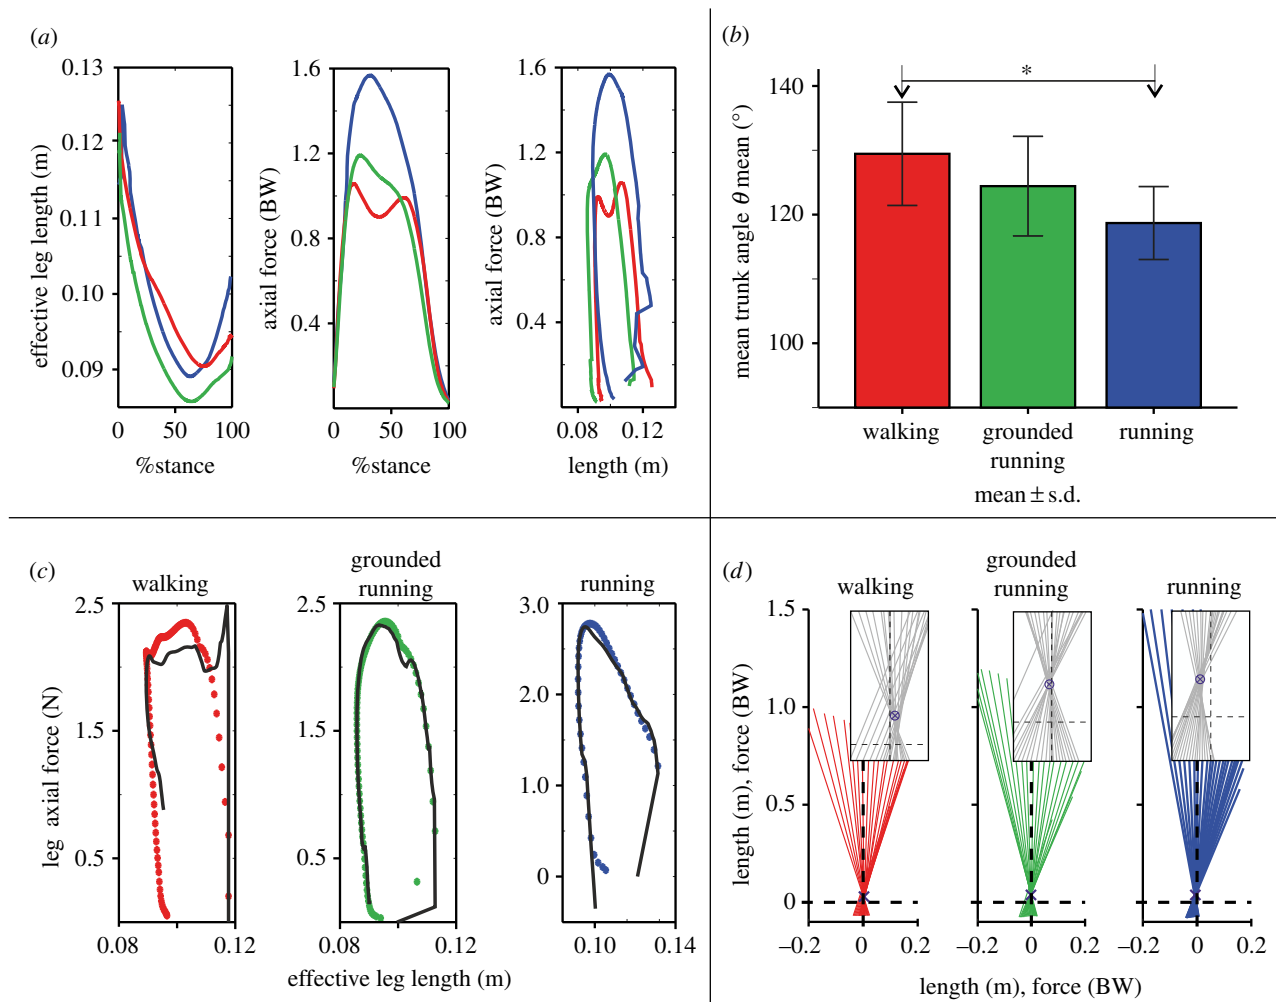 (a)
effective leg length (m)
0.13
0.12
0.11
0.10
0.09
0 50 100
%stance
axial force (BW)
1.6
1.2
1.0
0.4
0 50 100
%stance
axial force (BW)
1.6
1.2
1.0
0.4
0
0.08 0.12
length (m)
(b)
mean trunk angle θ mean (°)
140
120
100
*
walking
grounded
running
running
mean ± s.d.
(c)
walking
grounded
running
running
leg axial force (N)
2.5
1.5
0.5
0.08 0.12
2.5
1.5
0.5
0.08 0.12
3.0
2.0
1.0
0
0.10 0.14
effective leg length (m)
(d)
walking
grounded
running
running
length (m), force (BW)
1.5
1.0
0.5
0
−0.2 0 0.2
−0.2 0 0.2
−0.2 0 0.2
length (m), force (BW)